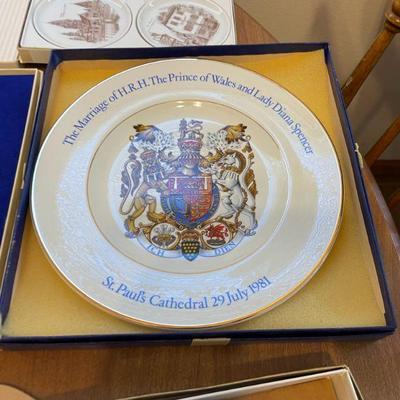 The Marriage of H.R.H. The Prince of Wales and Lady Diana Spencer
ICH DIEN
St. Paul's Cathedral 29 July 1981